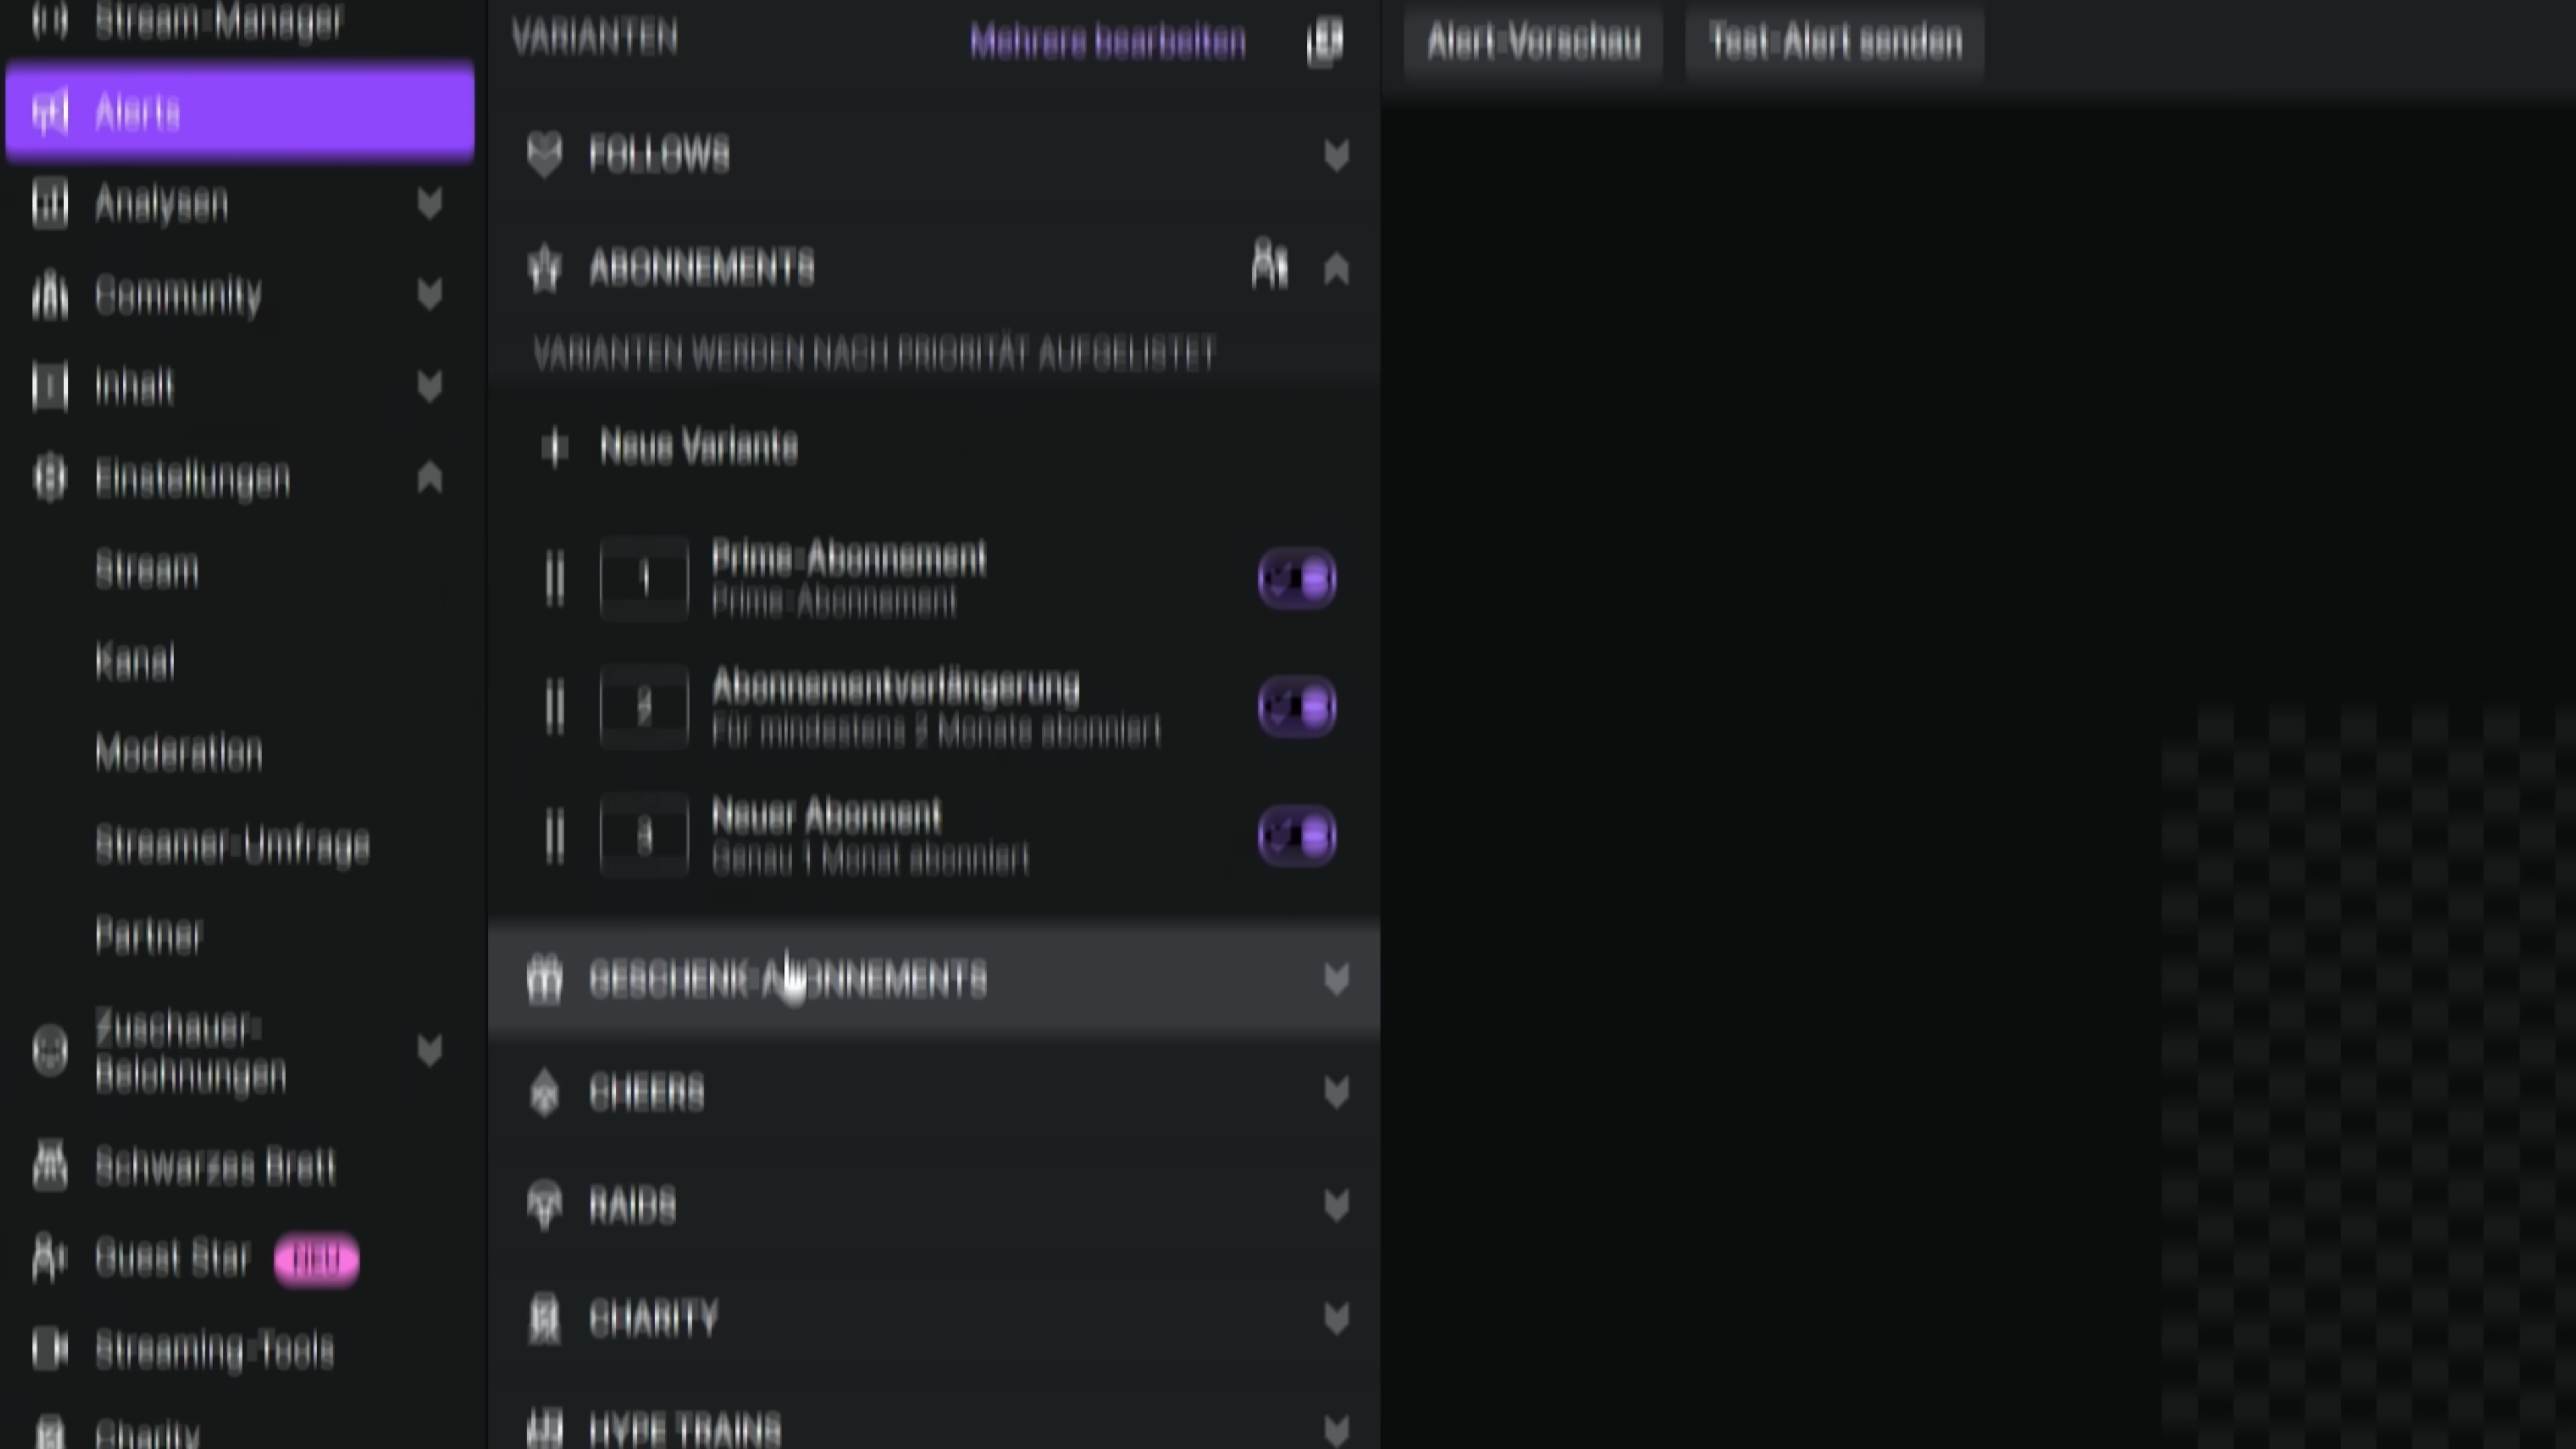 Stream-Manager
Alerts
Analysen
Community
Inhalt
Einstellungen
Stream
Kanal
Moderation
Streamer-Umfrage
Partner
Zuschauer-
Belohnungen
Schwarzes Brett
Guest Star NEU
Streaming-Tools
Charity
VARIANTEN
Mehrere bearbeiten
FOLLOWS
ABONNEMENTS
VARIANTEN WERDEN NACH PRIORITÄT AUFGELISTET
Neue Variante
1
Prime-Abonnement
Prime-Abonnement
2
Abonnementverlängerung
Für mindestens 2 Monate abonniert
3
Neuer Abonnent
Genau 1 Monat abonniert
GESCHENK-ABONNEMENTS
CHEERS
RAIDS
CHARITY
HYPE TRAINS
Alert-Vorschau
Test-Alert senden